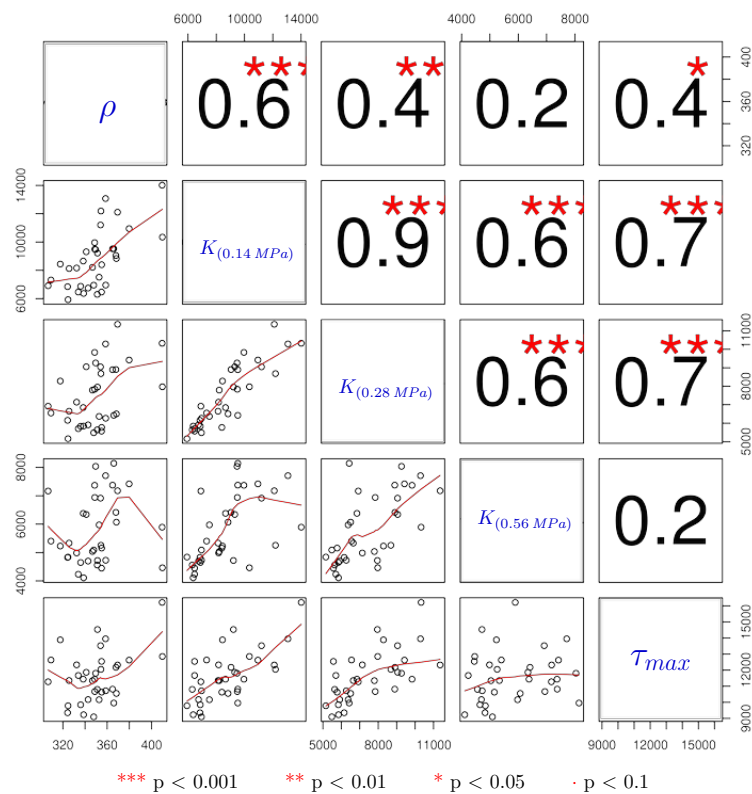 6000 10000 14000 4000 6000 8000
ρ 0.6 *** 0.4 ** 0.2 0.4 * 320 360 400
6000 10000 14000 K(0.14 MPa) 0.9 *** 0.6 *** 0.7 ***
K(0.28 MPa) 0.6 *** 0.7 *** 5000 8000 11000
4000 6000 8000 K(0.56 MPa) 0.2
τmax 9000 12000 15000
320 360 400 5000 8000 11000 9000 12000 15000
*** p < 0.001 ** p < 0.01 * p < 0.05 · p < 0.1